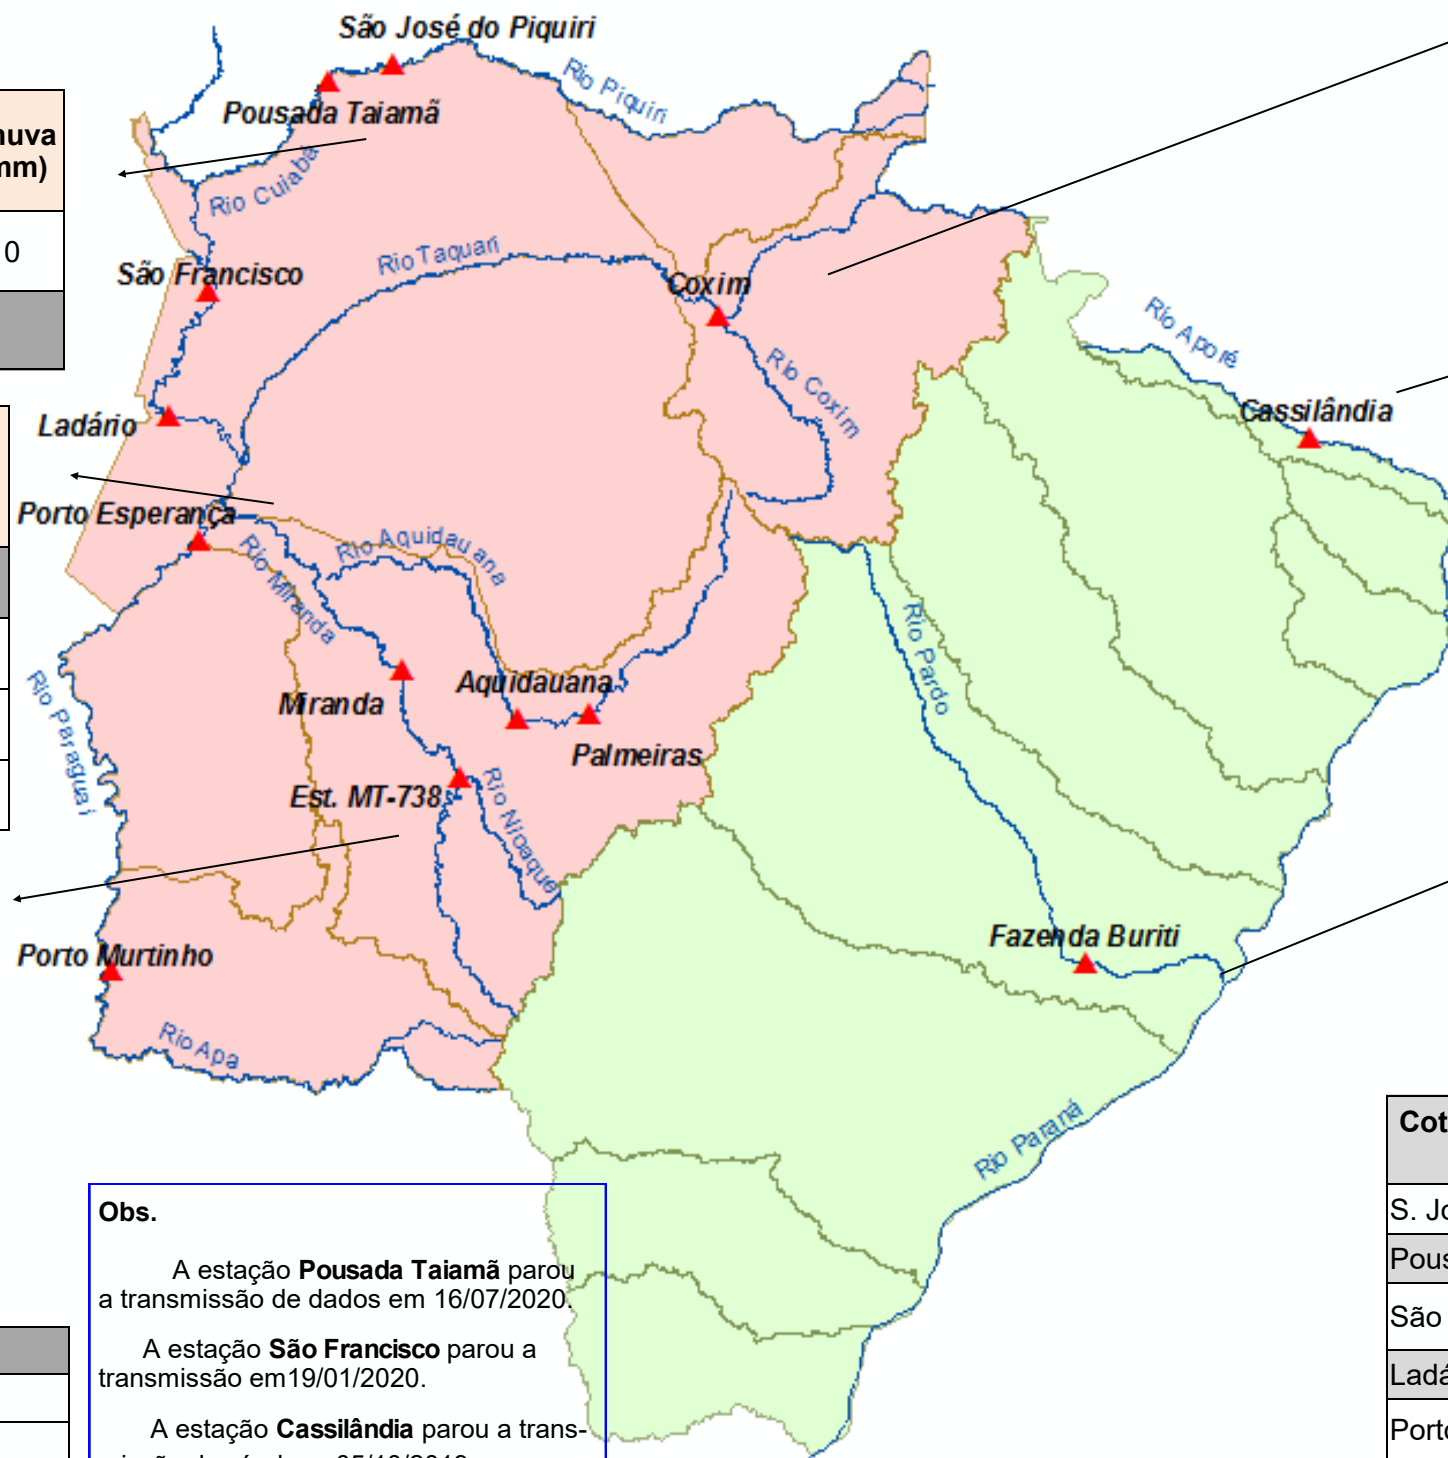 São José do Piquiri
Rio Piquiri
Pousada Taiamã
Rio Cuiabá
0
São Francisco
Rio Taquari
Coxim
Rio Coxim
Rio Aporé
Cassilândia
Ladário
Porto Esperança
Rio Miranda
Rio Aquidauana
Rio Pardo
Rio Paraguai
Miranda
Aquidauana
Palmeiras
Est. MT-738
Rio Nioaque
Porto Murtinho
Rio Apa
Fazenda Buriti
Rio Paraná
Obs.
A estação Pousada Taiamã parou
a transmissão de dados em 16/07/2020.
A estação São Francisco parou a
transmissão em19/01/2020.
A estação Cassilândia parou a trans-
S.
São